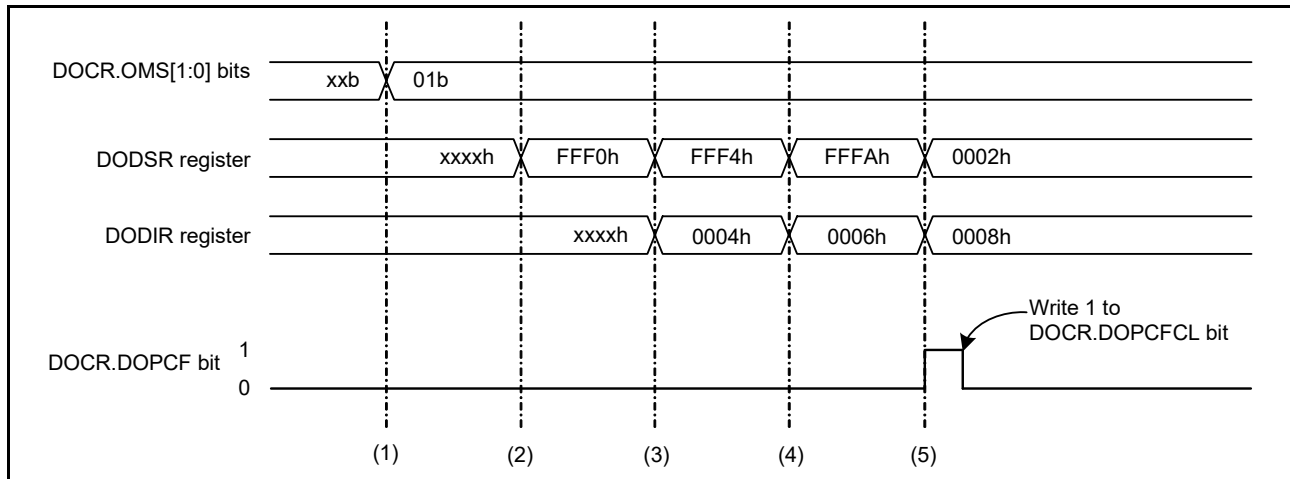 DOCR.OMS[1:0] bits
xxb
01b
DODSR register
xxxxh
FFF0h
FFF4h
FFFAh
0002h
DODIR register
xxxxh
0004h
0006h
0008h
Write 1 to
DOCR.DOPCFCL bit
DOCR.DOPCF bit
1
0
(1)
(2)
(3)
(4)
(5)